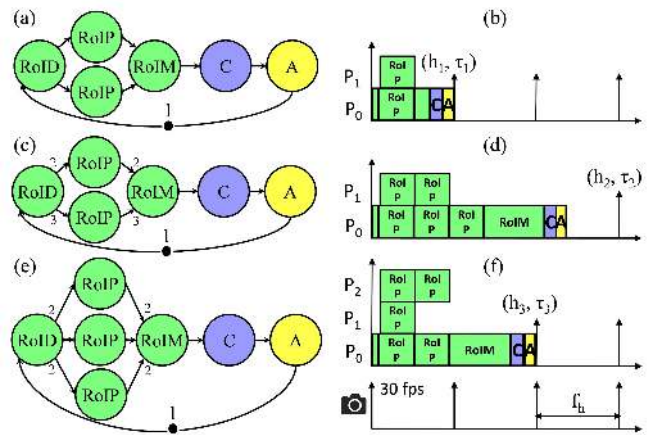 (a)
RoID
RoIP
RoIP
RoIM
C
A
1
(b)
P1
P0
RoI
P
RoI
P
C A
(h1, τ1)
(c)
RoID
3
3
RoIP
RoIP
2
3
RoIM
C
A
1
(d)
P1
P0
RoI
P
RoI
P
RoI
P
RoI
P
RoI
P
RoIM
C A
(h2, τ3)
(e)
RoID
2
2
RoIP
RoIP
RoIP
2
2
RoIM
C
A
1
(f)
P2
P1
P0
RoI
P
RoI
P
RoI
P
RoI
P
RoI
P
RoIM
C A
(h3, τ3)
30 fps